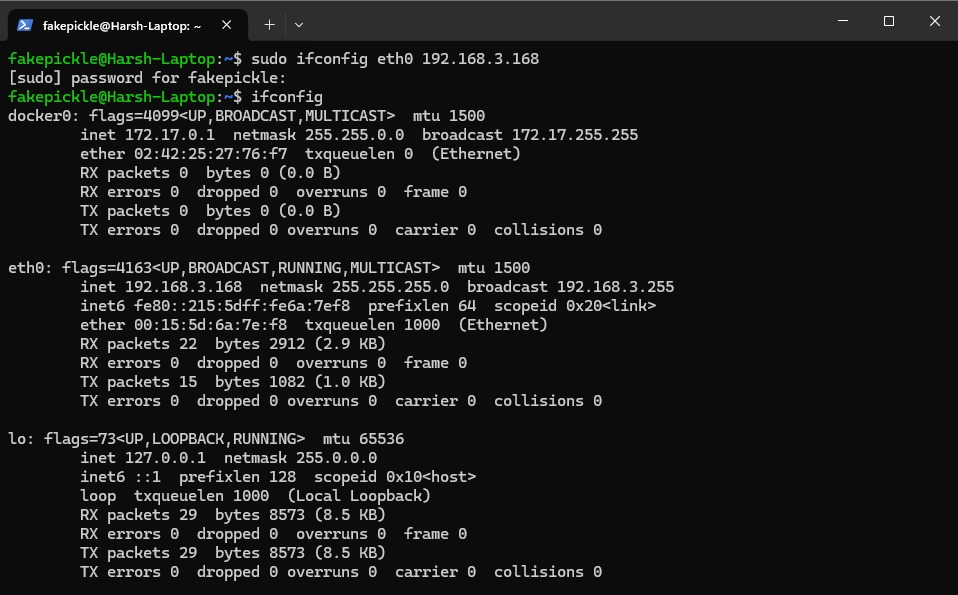 fakepickle@Harsh-Laptop: ~
fakepickle@Harsh-Laptop:~$ sudo ifconfig eth0 192.168.3.168
[sudo] password for fakepickle:
fakepickle@Harsh-Laptop:~$ ifconfig
docker0: flags=4099<UP,BROADCAST,MULTICAST>  mtu 1500
        inet 172.17.0.1  netmask 255.255.0.0  broadcast 172.17.255.255
        ether 02:42:25:27:76:f7  txqueuelen 0  (Ethernet)
        RX packets 0  bytes 0 (0.0 B)
        RX errors 0  dropped 0  overruns 0  frame 0
        TX packets 0  bytes 0 (0.0 B)
        TX errors 0  dropped 0 overruns 0  carrier 0  collisions 0

eth0: flags=4163<UP,BROADCAST,RUNNING,MULTICAST>  mtu 1500
        inet 192.168.3.168  netmask 255.255.255.0  broadcast 192.168.3.255
        inet6 fe80::215:5dff:fe6a:7ef8  prefixlen 64  scopeid 0x20<link>
        ether 00:15:5d:6a:7e:f8  txqueuelen 1000  (Ethernet)
        RX packets 22  bytes 2912 (2.9 KB)
        RX errors 0  dropped 0  overruns 0  frame 0
        TX packets 15  bytes 1082 (1.0 KB)
        TX errors 0  dropped 0 overruns 0  carrier 0  collisions 0

lo: flags=73<UP,LOOPBACK,RUNNING>  mtu 65536
        inet 127.0.0.1  netmask 255.0.0.0
        inet6 ::1  prefixlen 128  scopeid 0x10<host>
        loop  txqueuelen 1000  (Local Loopback)
        RX packets 29  bytes 8573 (8.5 KB)
        RX errors 0  dropped 0  overruns 0  frame 0
        TX packets 29  bytes 8573 (8.5 KB)
        TX errors 0  dropped 0 overruns 0  carrier 0  collisions 0